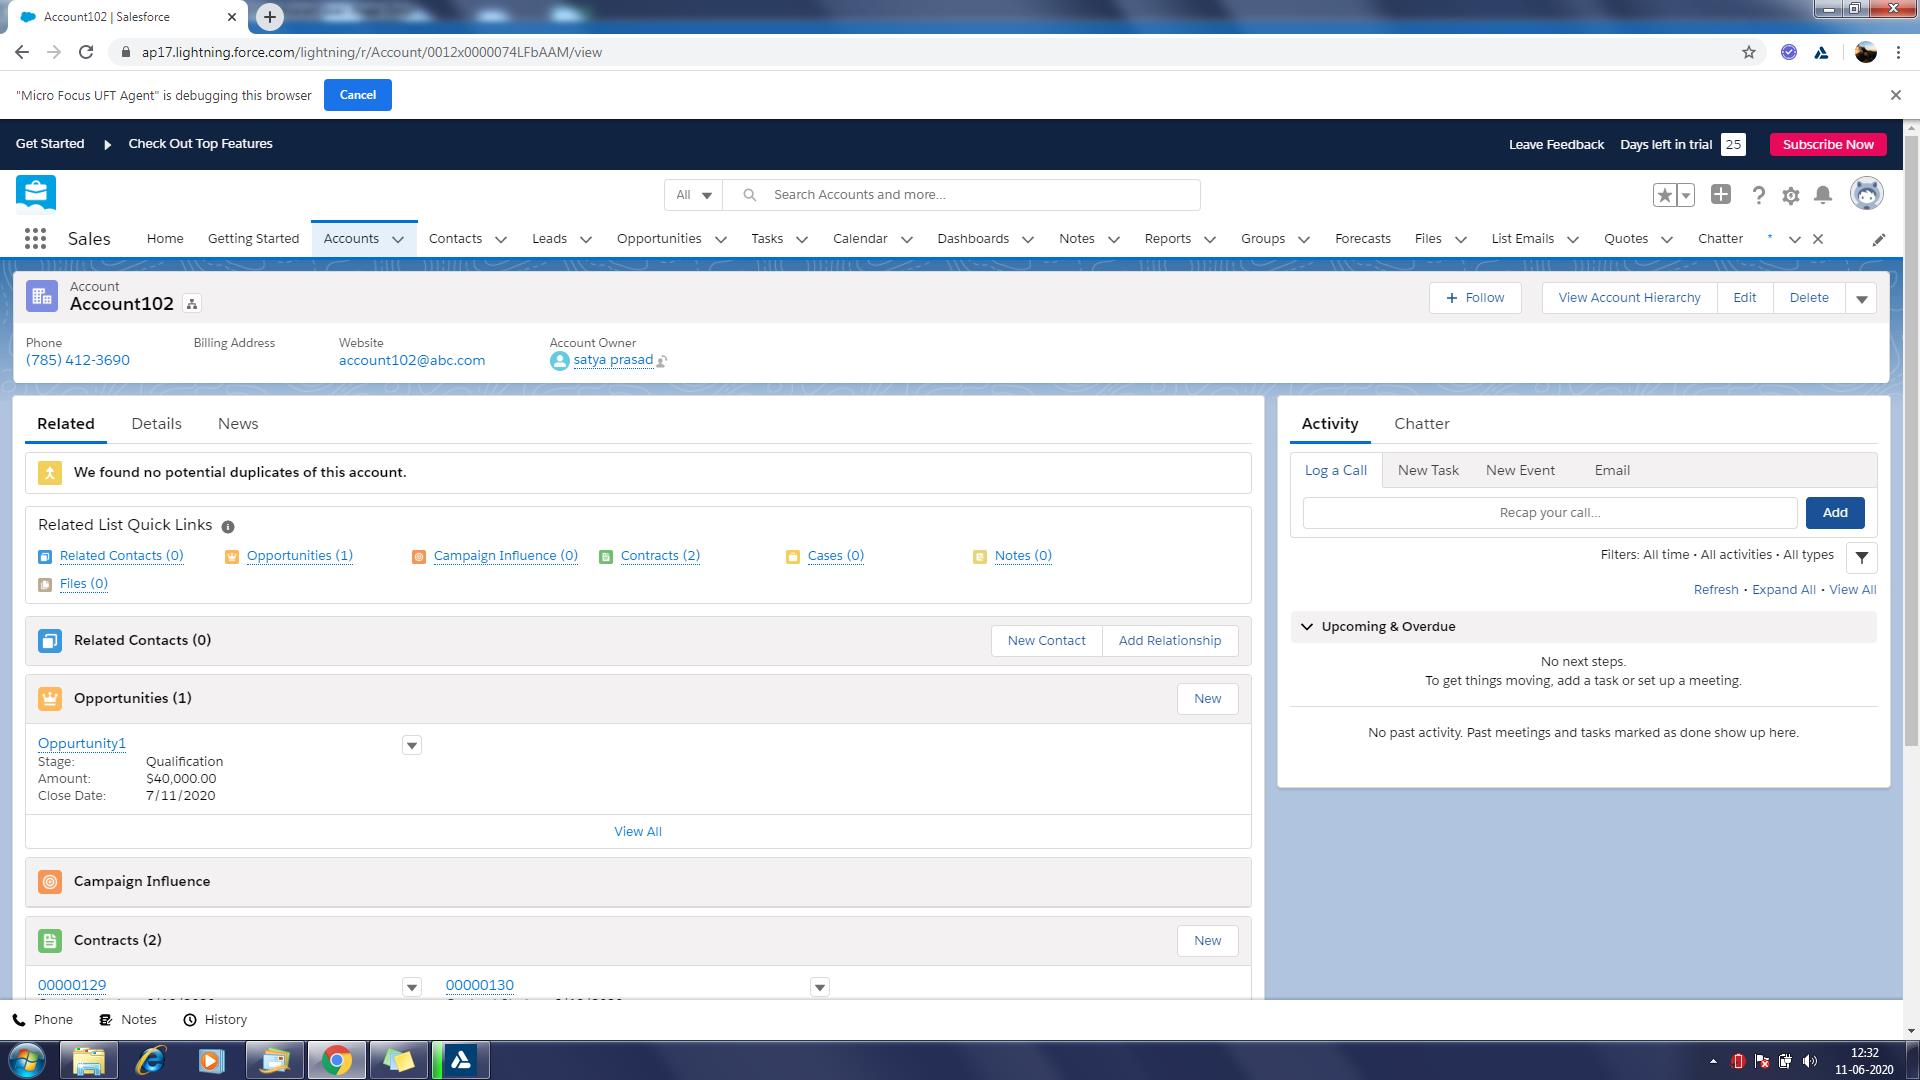 Account102 | Salesforce
ap17.lightning.force.com/lightning/r/Account/0012x0000074LFbAAM/view
"Micro Focus UFT Agent" is debugging this browser Cancel
Get Started Check Out Top Features Leave Feedback Days left in trial 25 Subscribe Now
All Search Accounts and more...
Sales Home Getting Started Accounts Contacts Leads Opportunities Tasks Calendar Dashboards Notes Reports Groups Forecasts Files List Emails Quotes Chatter *
Account
Account102
+ Follow View Account Hierarchy Edit Delete
Phone Billing Address Website Account Owner
(785) 412-3690 account102@abc.com satya prasad
Related Details News
We found no potential duplicates of this account.
Related List Quick Links
Related Contacts (0) Opportunities (1) Campaign Influence (0) Contracts (2) Cases (0) Notes (0)
Files (0)
Related Contacts (0) New Contact Add Relationship
Opportunities (1) New
Oppurtunity1
Stage: Qualification
Amount: $40,000.00
Close Date: 7/11/2020
View All
Campaign Influence
Contracts (2) New
00000129 00000130
Activity Chatter
Log a Call New Task New Event Email
Recap your call... Add
Filters: All time • All activities • All types
Refresh • Expand All • View All
Upcoming & Overdue
No next steps.
To get things moving, add a task or set up a meeting.
No past activity. Past meetings and tasks marked as done show up here.
Phone Notes History
12:32
11-06-2020